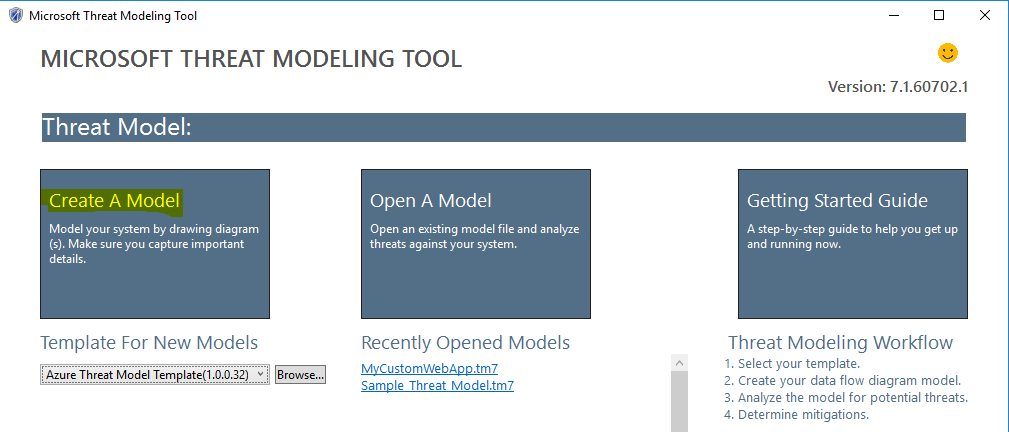 Microsoft Threat Modeling Tool
MICROSOFT THREAT MODELING TOOL
Version: 7.1.60702.1
Threat Model:
Create A Model
Model your system by drawing diagram
(s). Make sure you capture important
details.
Open A Model
Open an existing model file and analyze
threats against your system.
Getting Started Guide
A step-by-step guide to help you get up
and running now.
Template For New Models
Azure Threat Model Template(1.0.0.32)
Browse...
Recently Opened Models
MyCustomWebApp.tm7
Sample Threat Model.tm7
Threat Modeling Workflow
1. Select your template.
2. Create your data flow diagram model.
3. Analyze the model for potential threats.
4. Determine mitigations.